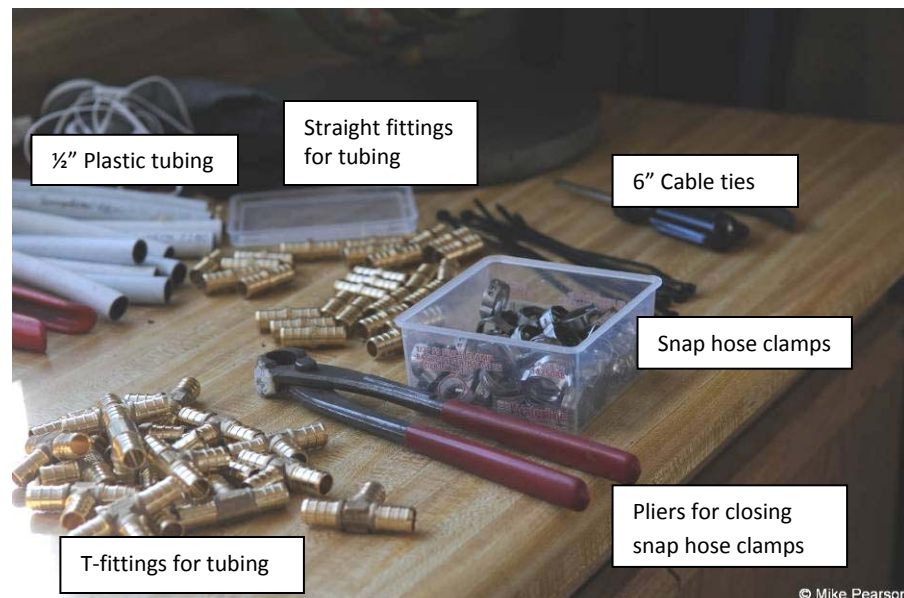 Straight fittings
for tubing
½” Plastic tubing
6” Cable ties
Snap hose clamps
Pliers for closing
snap hose clamps
T-fittings for tubing
© Mike Pearson